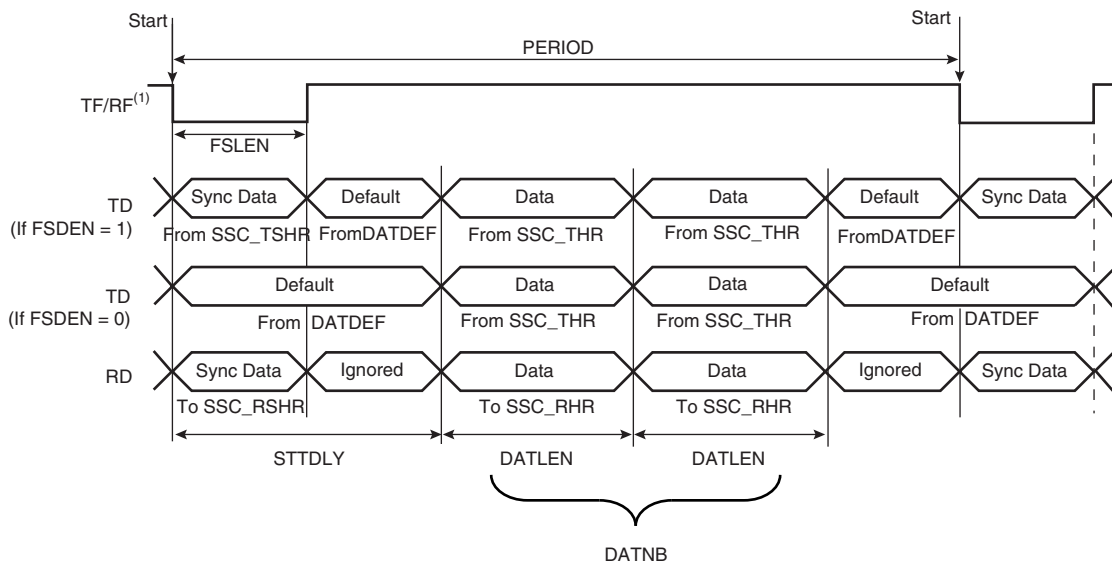 Start
Start
PERIOD
TF/RF(1)
FSLEN
TD
(If FSDEN = 1)
Sync Data
Default
Data
Data
Default
Sync Data
From SSC_TSHR
FromDATDEF
From SSC_THR
From SSC_THR
FromDATDEF
TD
(If FSDEN = 0)
Default
Data
Data
Default
From DATDEF
From SSC_THR
From SSC_THR
From DATDEF
RD
Sync Data
Ignored
Data
Data
Ignored
Sync Data
To SSC_RSHR
To SSC_RHR
To SSC_RHR
STTDLY
DATLEN
DATLEN
DATNB